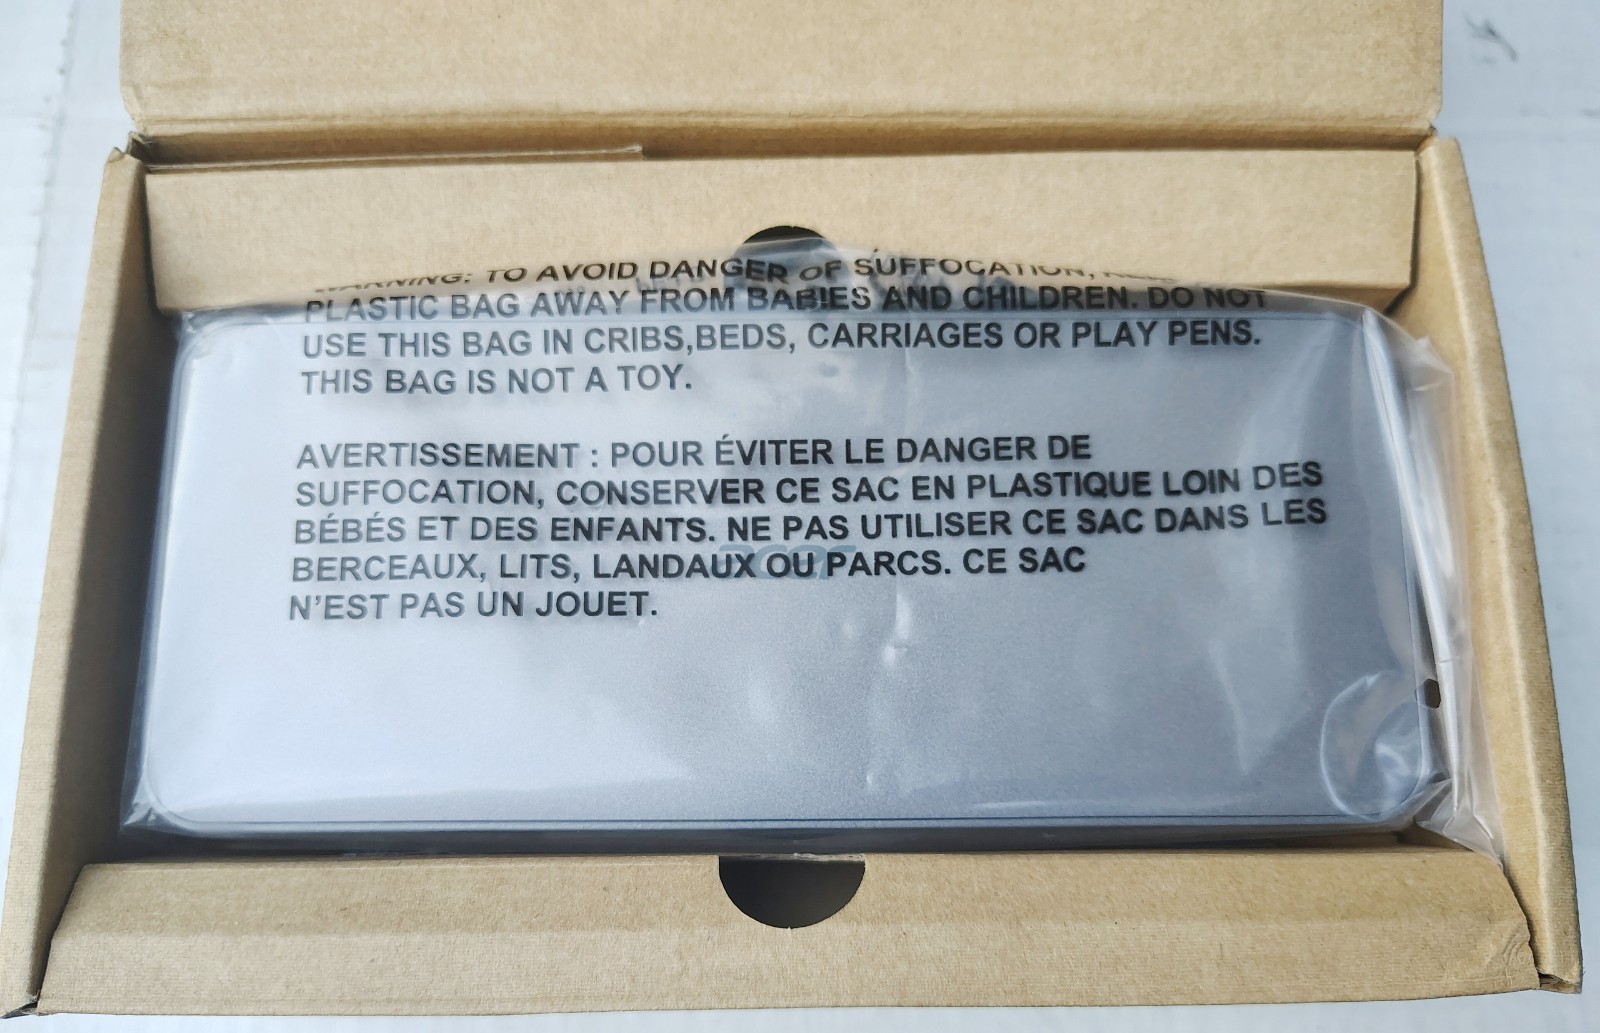 WARNING: TO AVOID DANGER OF SUFFOCATION,
PLASTIC BAG AWAY FROM BABIES AND CHILDREN. DO NOT
USE THIS BAG IN CRIBS,BEDS, CARRIAGES OR PLAY PENS.
THIS BAG IS NOT A TOY.
AVERTISSEMENT : POUR ÉVITER LE DANGER DE
SUFFOCATION, CONSERVER CE SAC EN PLASTIQUE LOIN DES
BÉBÉS ET DES ENFANTS. NE PAS UTILISER CE SAC DANS LES
BERCEAUX, LITS, LANDAUX OU PARCS. CE SAC
N'EST PAS UN JOUET.
acer